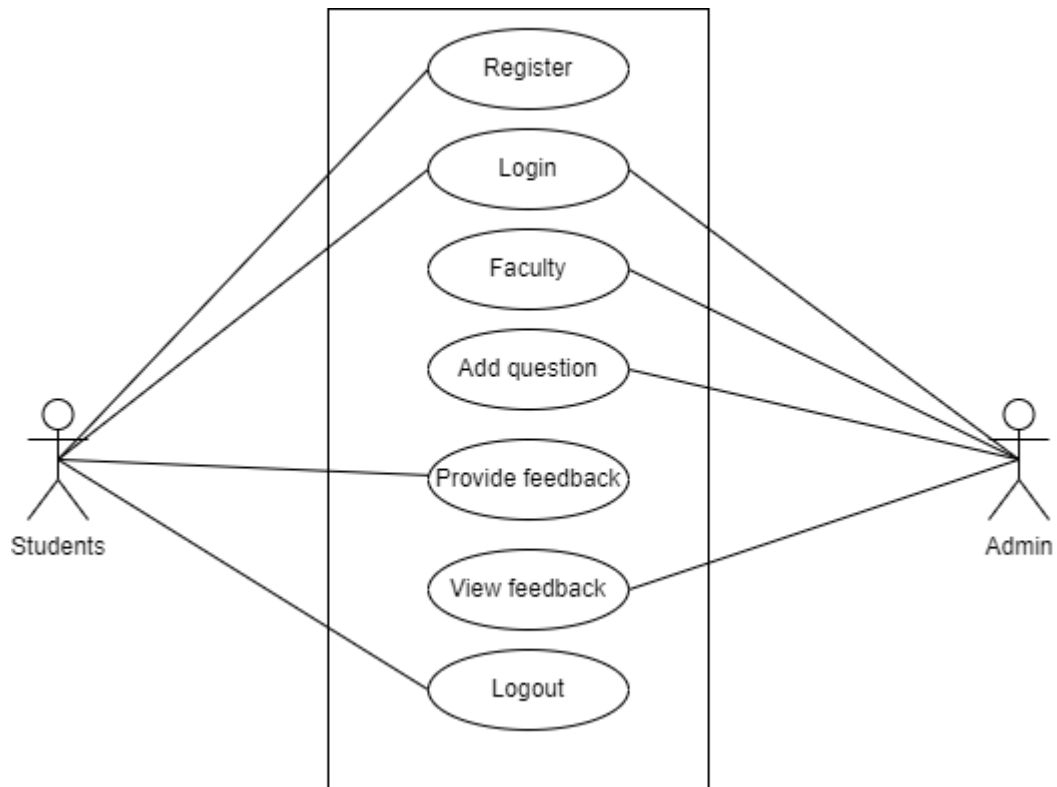 Register
Login
Faculty
Add question
Provide feedback
Students
Admin
View feedback
Logout